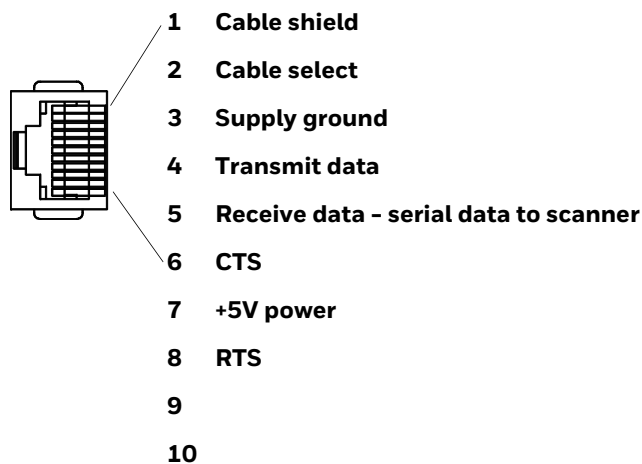 1 Cable shield
2 Cable select
3 Supply ground
4 Transmit data
5 Receive data - serial data to scanner
6 CTS
7 +5V power
8 RTS
9
10